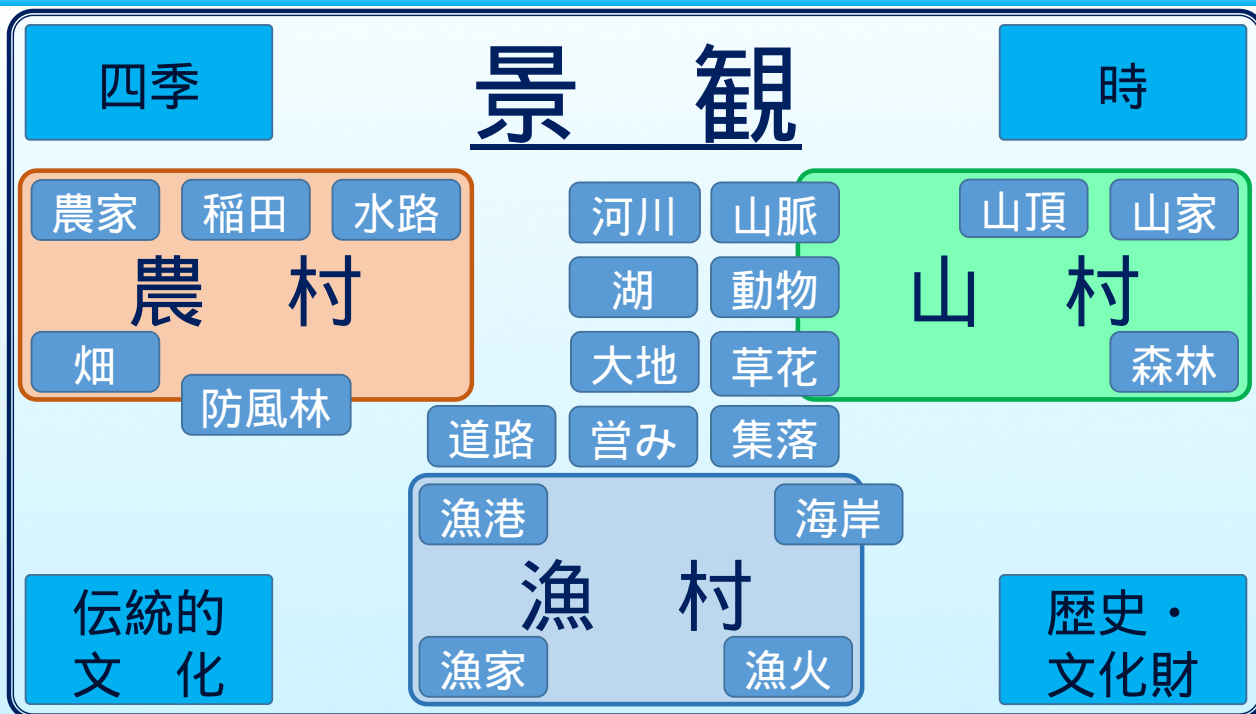 四季
景　観
時
農家
稲田
水路
農　村
畑
防風林
河川
山脈
湖
動物
大地
草花
道路
営み
集落
山頂
山家
山　村
森林
漁港
海岸
漁　村
漁家
漁火
伝統的
文　化
歴史・
文化財